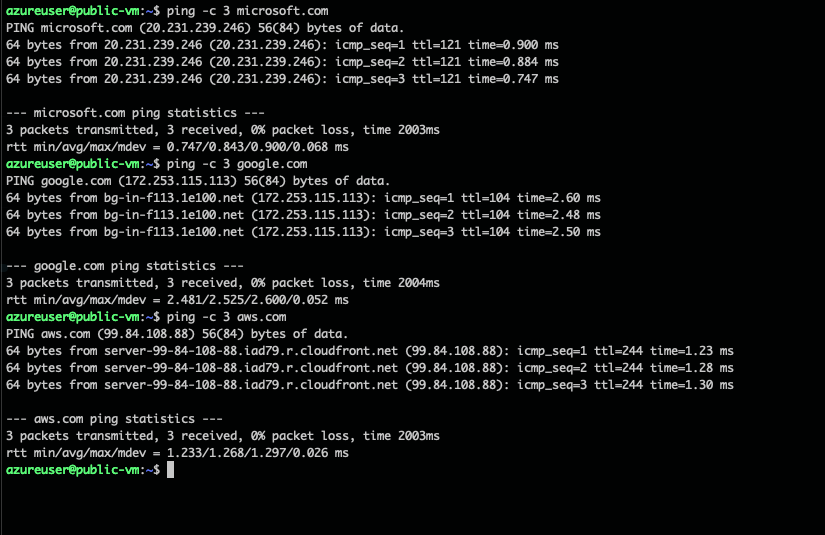 azureuser@public-vm:~$ ping -c 3 microsoft.com
PING microsoft.com (20.231.239.246) 56(84) bytes of data.
64 bytes from 20.231.239.246 (20.231.239.246): icmp_seq=1 ttl=121 time=0.900 ms
64 bytes from 20.231.239.246 (20.231.239.246): icmp_seq=2 ttl=121 time=0.884 ms
64 bytes from 20.231.239.246 (20.231.239.246): icmp_seq=3 ttl=121 time=0.747 ms

--- microsoft.com ping statistics ---
3 packets transmitted, 3 received, 0% packet loss, time 2003ms
rtt min/avg/max/mdev = 0.747/0.843/0.900/0.068 ms
azureuser@public-vm:~$ ping -c 3 google.com
PING google.com (172.253.115.113) 56(84) bytes of data.
64 bytes from bg-in-f113.1e100.net (172.253.115.113): icmp_seq=1 ttl=104 time=2.60 ms
64 bytes from bg-in-f113.1e100.net (172.253.115.113): icmp_seq=2 ttl=104 time=2.48 ms
64 bytes from bg-in-f113.1e100.net (172.253.115.113): icmp_seq=3 ttl=104 time=2.50 ms

--- google.com ping statistics ---
3 packets transmitted, 3 received, 0% packet loss, time 2004ms
rtt min/avg/max/mdev = 2.481/2.525/2.600/0.052 ms
azureuser@public-vm:~$ ping -c 3 aws.com
PING aws.com (99.84.108.88) 56(84) bytes of data.
64 bytes from server-99-84-108-88.iad79.r.cloudfront.net (99.84.108.88): icmp_seq=1 ttl=244 time=1.23 ms
64 bytes from server-99-84-108-88.iad79.r.cloudfront.net (99.84.108.88): icmp_seq=2 ttl=244 time=1.28 ms
64 bytes from server-99-84-108-88.iad79.r.cloudfront.net (99.84.108.88): icmp_seq=3 ttl=244 time=1.30 ms

--- aws.com ping statistics ---
3 packets transmitted, 3 received, 0% packet loss, time 2003ms
rtt min/avg/max/mdev = 1.233/1.268/1.297/0.026 ms
azureuser@public-vm:~$